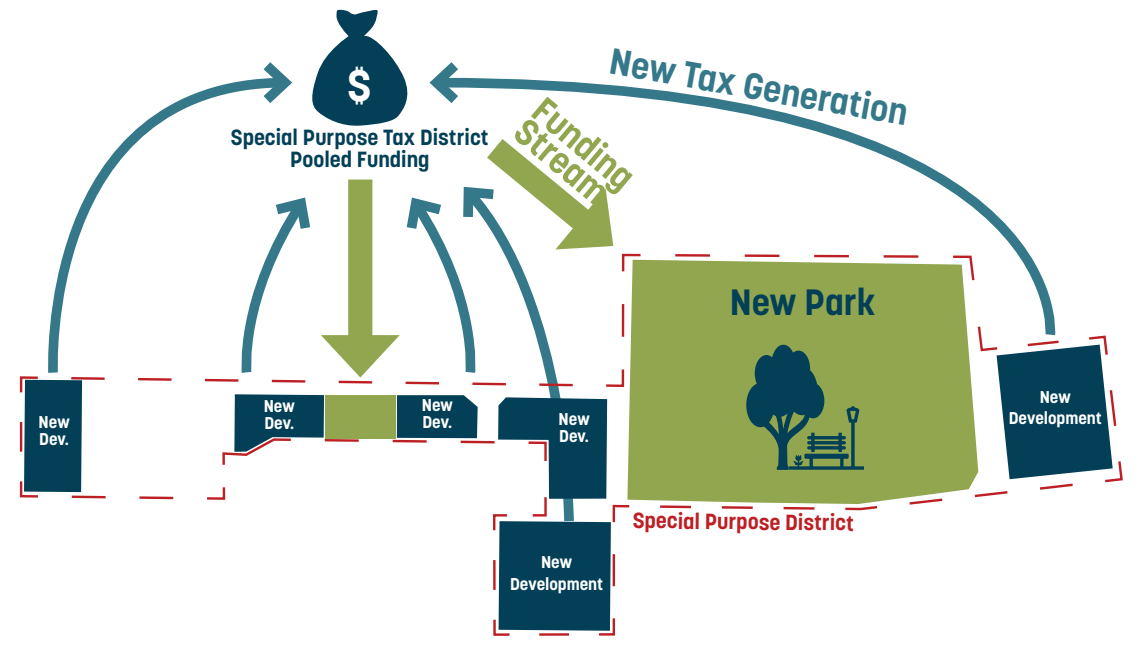 $
Special Purpose Tax District
Pooled Funding
New Tax Generation
Funding
Stream
New Park
New
Dev.
New
Dev.
New
Dev.
New
Dev.
New
Development
Special Purpose District
New
Development